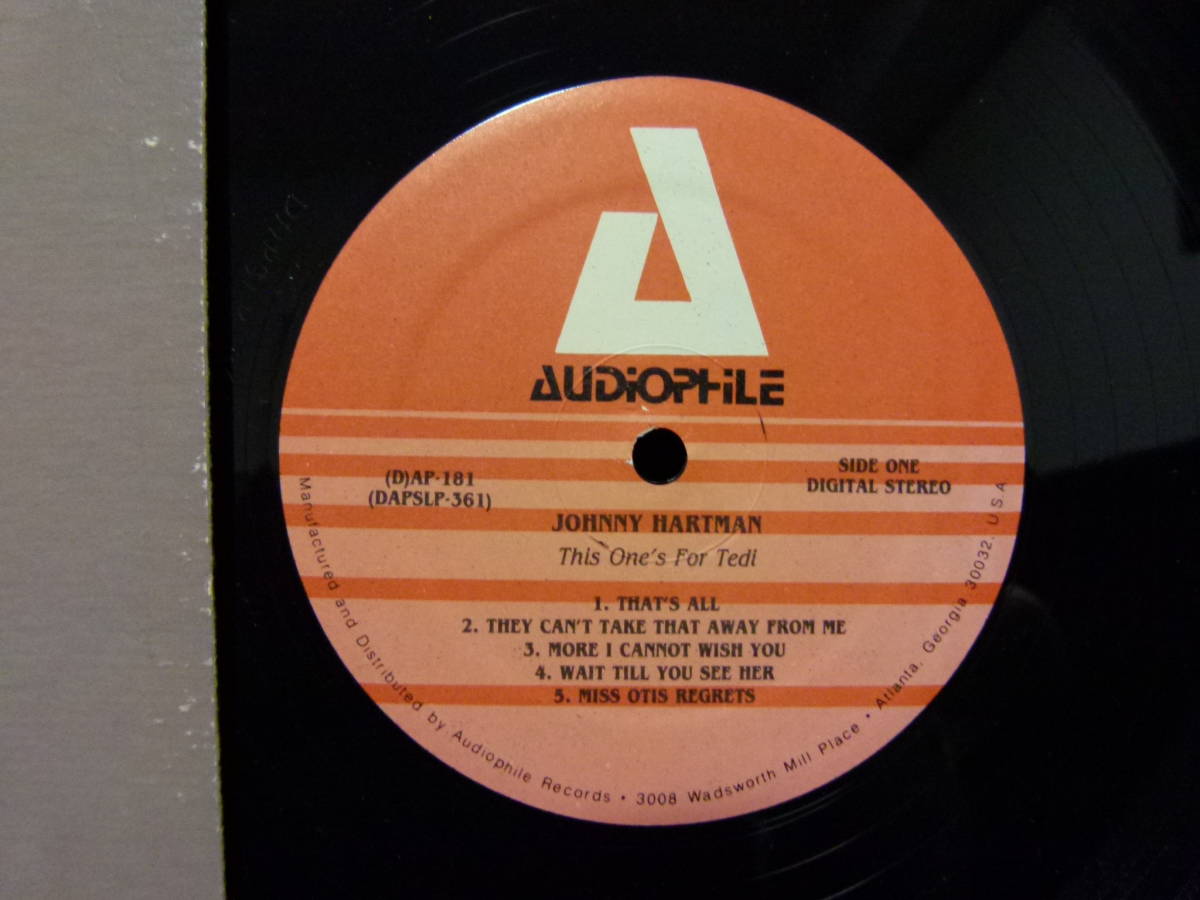 AUDIOPHILE
(D)AP-181
(DAPSLP-361)
SIDE ONE
DIGITAL STEREO
JOHNNY HARTMAN
This One's For Tedi
1. THAT'S ALL
2. THEY CAN'T TAKE THAT AWAY FROM ME
3. MORE I CANNOT WISH YOU
4. WAIT TILL YOU SEE HER
5. MISS OTIS REGRETS
Manufactured and Distributed by Audiophile Records • 3008 Wadsworth Mill Place • Atlanta, Georgia 30032, U.S.A